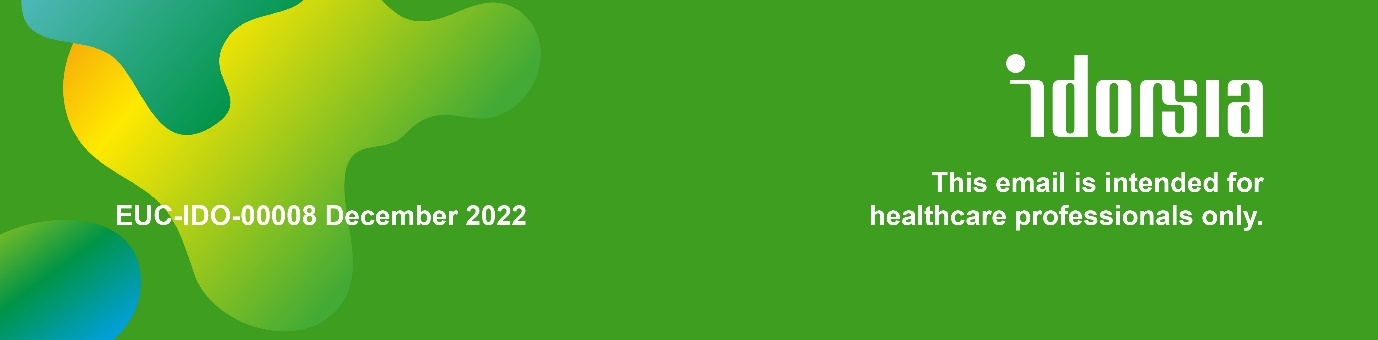 idorsia
This email is intended for
healthcare professionals only.
EUC-IDO-00008 December 2022